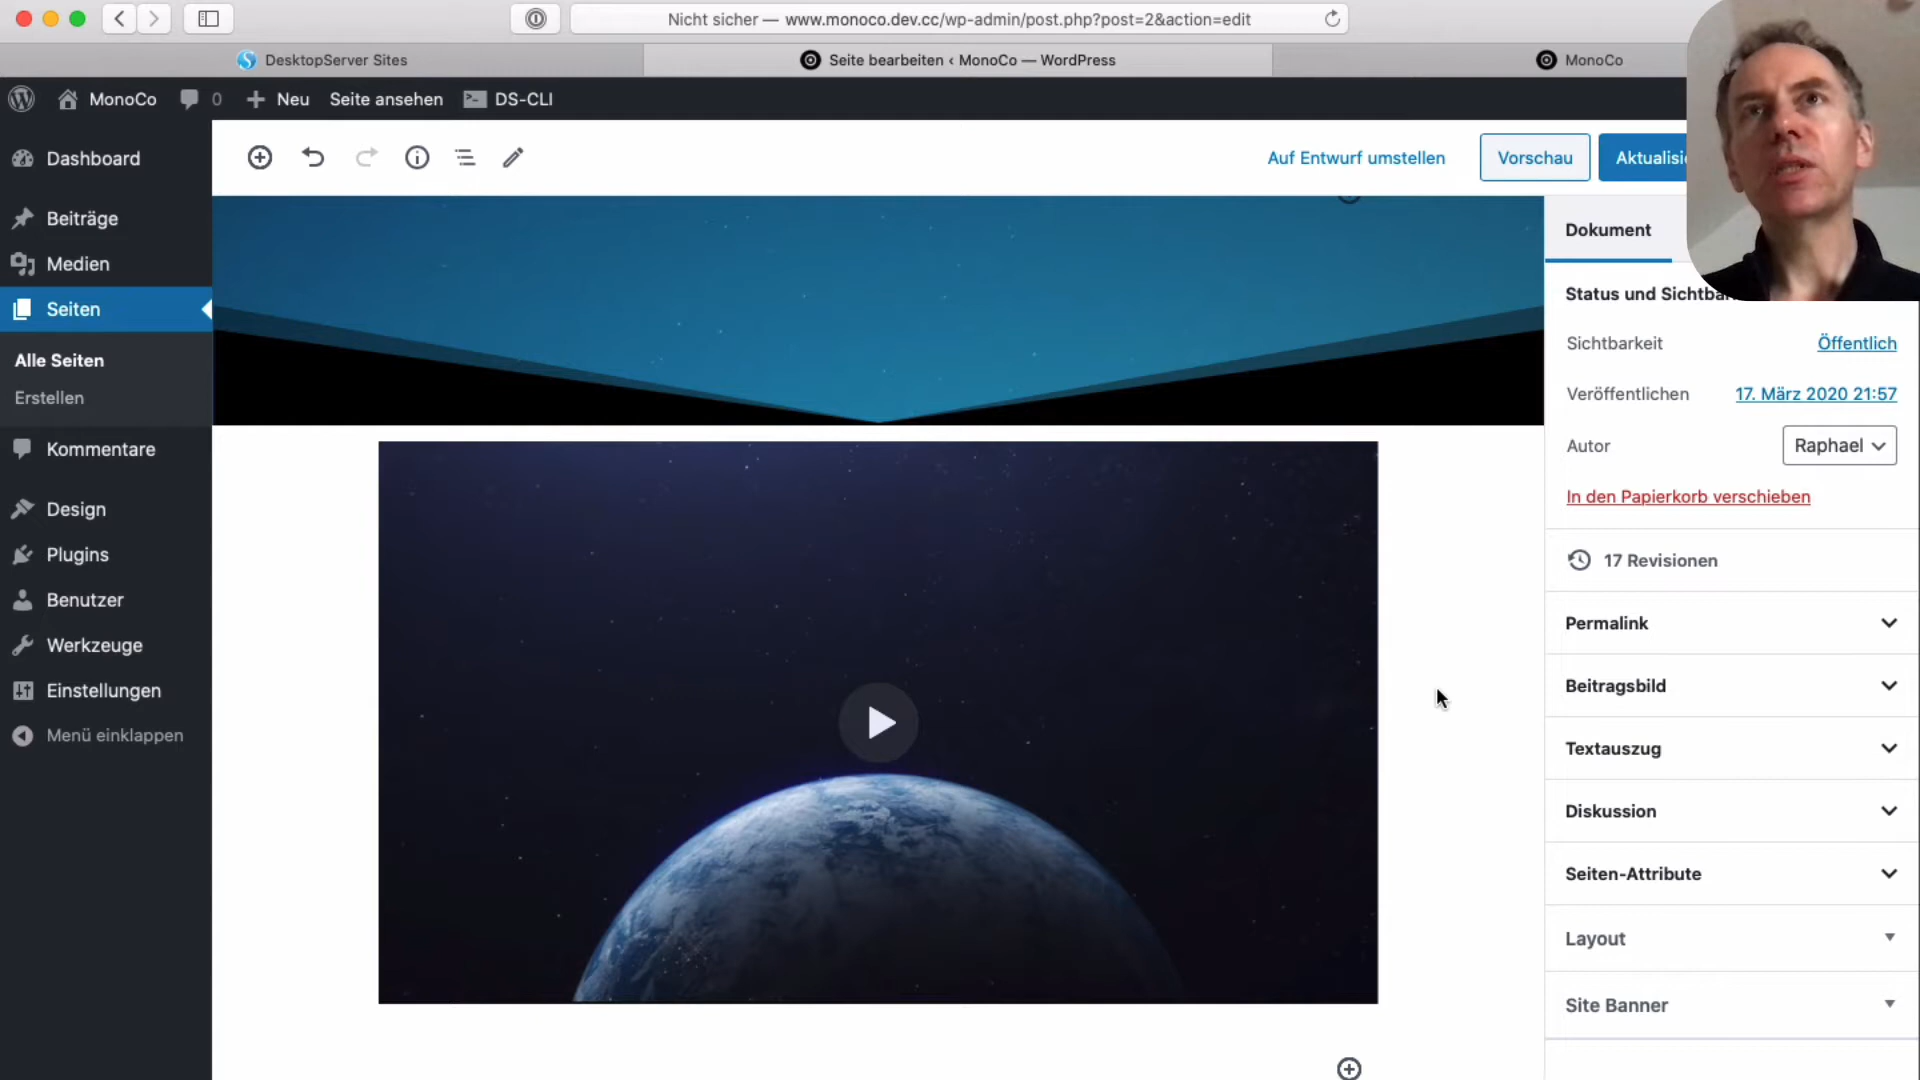 Nicht sicher — www.monoco.dev.cc/wp-admin/post.php?post=2&action=edit
DesktopServer Sites
Seite bearbeiten ‹ MonoCo — WordPress
MonoCo
MonoCo
0
Neu
Seite ansehen
DS-CLI
Dashboard
Beiträge
Medien
Seiten
Alle Seiten
Erstellen
Kommentare
Design
Plugins
Benutzer
Werkzeuge
Einstellungen
Menü einklappen
Auf Entwurf umstellen
Vorschau
Aktualisi
Dokument
Status und Sichtbar
Sichtbarkeit
Öffentlich
Veröffentlichen
17. März 2020 21:57
Autor
Raphael
In den Papierkorb verschieben
17 Revisionen
Permalink
Beitragsbild
Textauszug
Diskussion
Seiten-Attribute
Layout
Site Banner